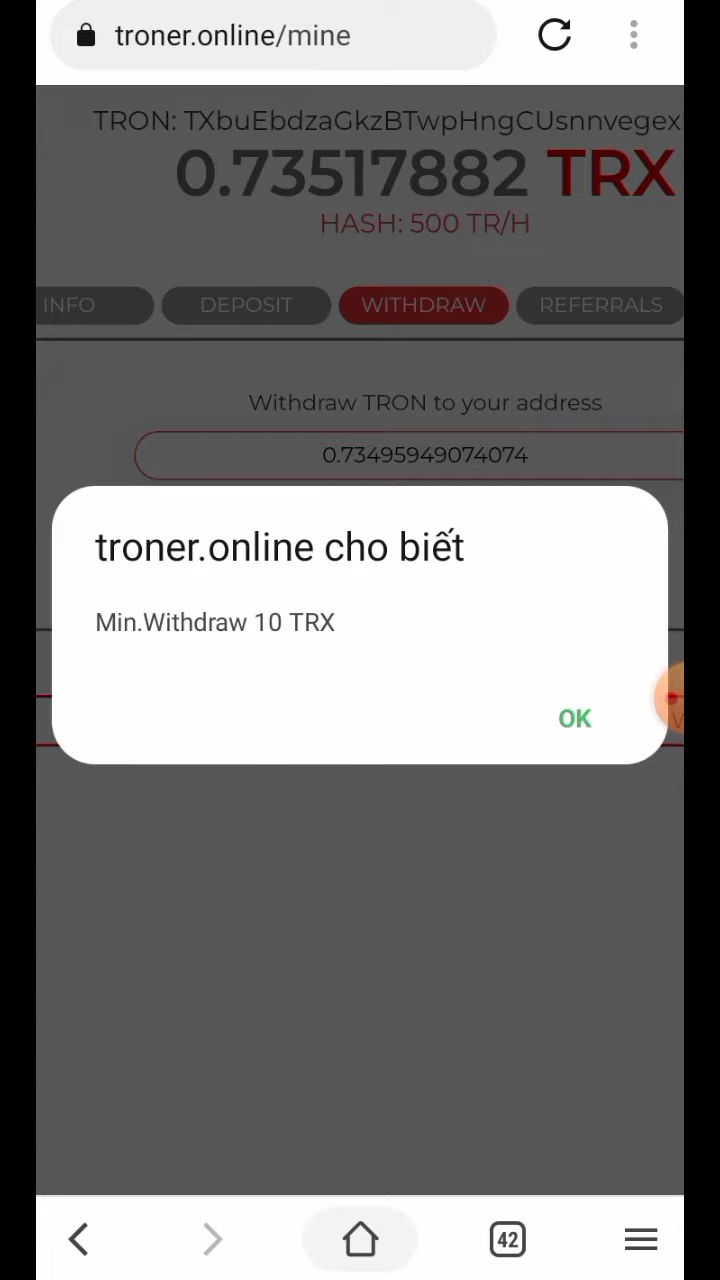 troner.online/mine
TRON: TXbuEbdzaGkzBTwpHngCUsnnvegex
0.73517882 TRX
HASH: 500 TR/H
INFO
DEPOSIT
WITHDRAW
REFERRALS
Withdraw TRON to your address
0.73495949074074
troner.online cho biết
Min.Withdraw 10 TRX
OK
42